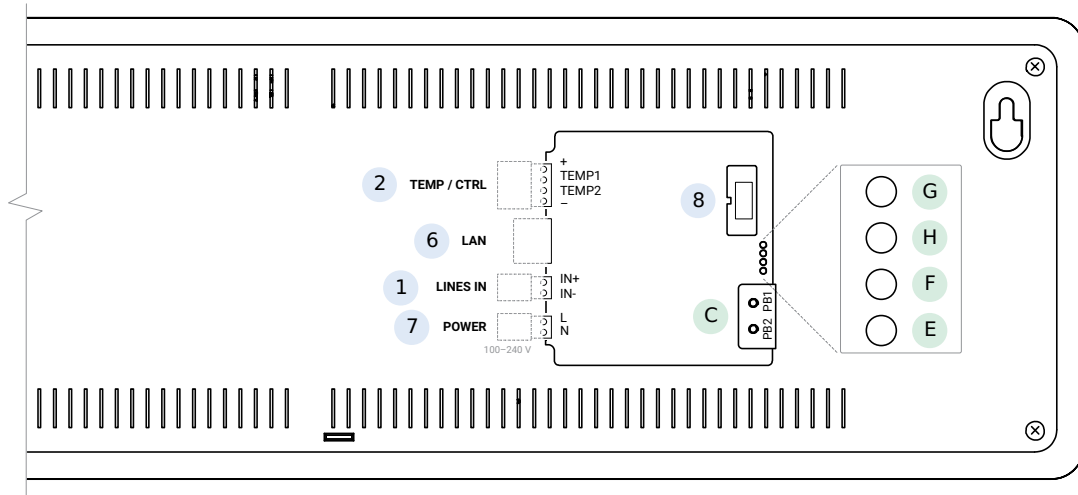 2 TEMP / CTRL
+
TEMP1
TEMP2
–
6 LAN
1 LINES IN
IN+
IN-
7 POWER
L
N
100–240 V
8
C
PB1
PB2
G
H
F
E